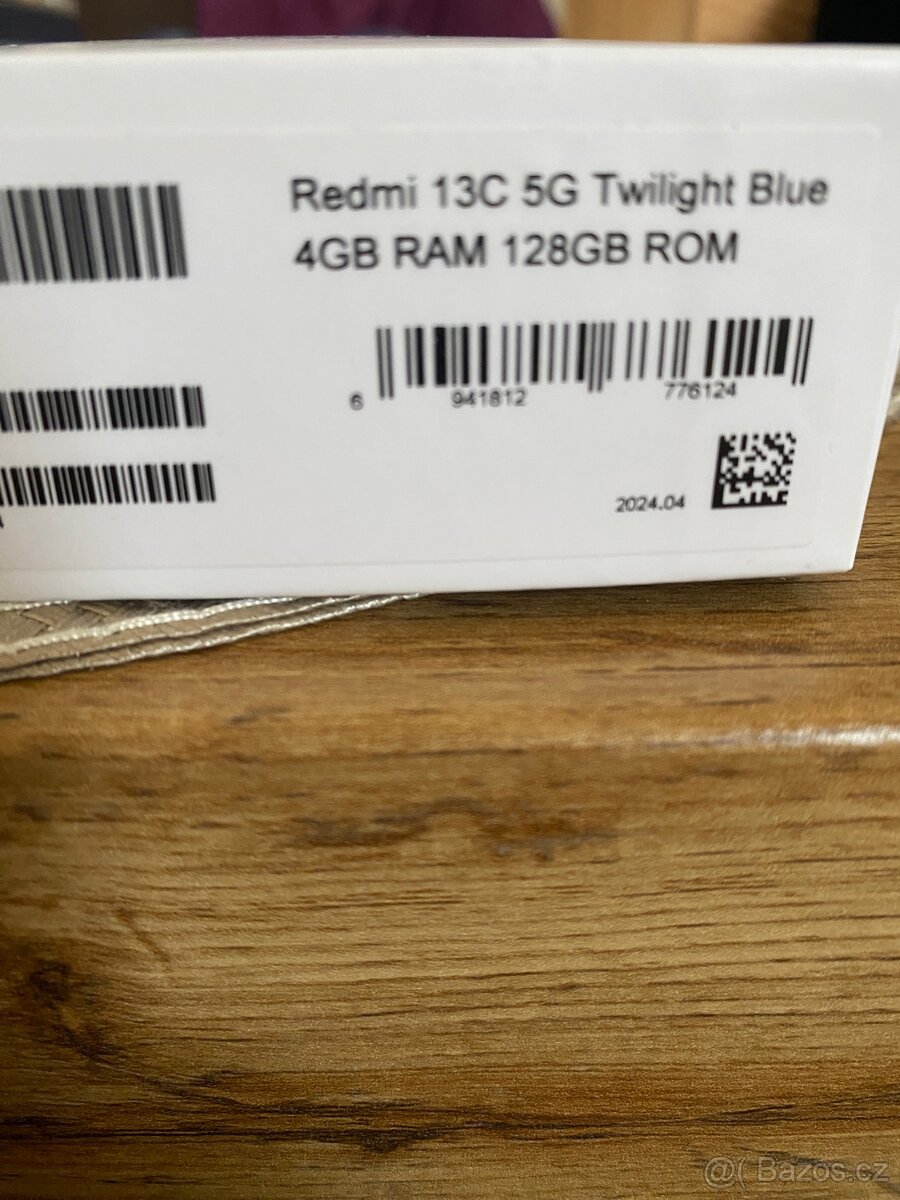 Redmi 13C 5G Twilight Blue
4GB RAM 128GB ROM
6 941812 776124
2024.04
@( Bazos.cz